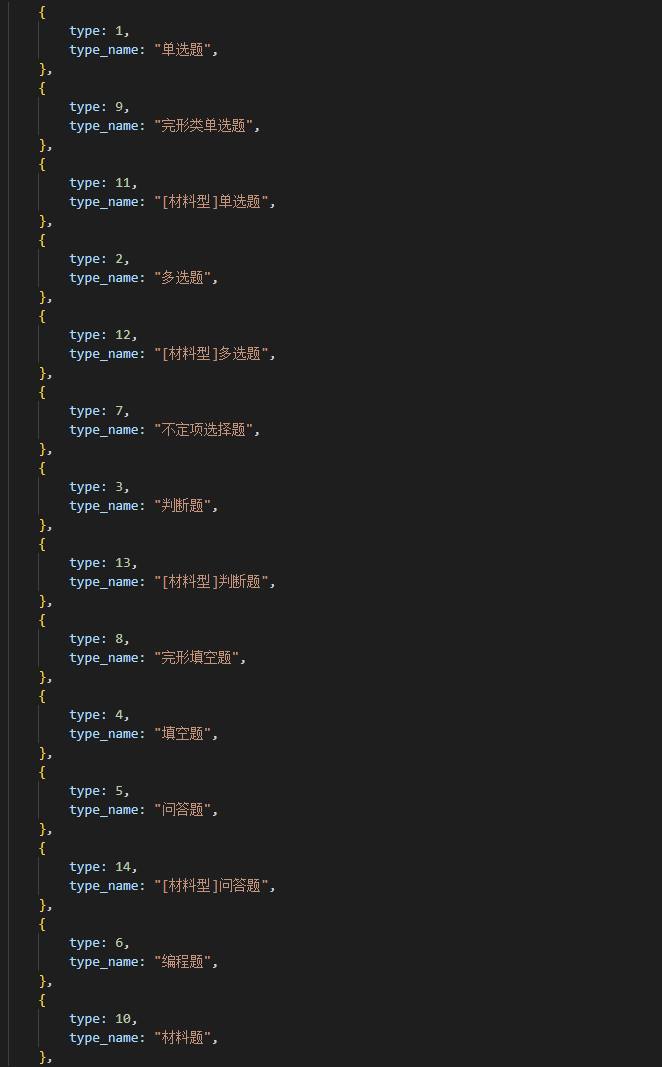 {
type: 1,
type_name: "单选题",
},
{
type: 9,
type_name: "完形类单选题",
},
{
type: 11,
type_name: "[材料型]单选题",
},
{
type: 2,
type_name: "多选题",
},
{
type: 12,
type_name: "[材料型]多选题",
},
{
type: 7,
type_name: "不定项选择题",
},
{
type: 3,
type_name: "判断题",
},
{
type: 13,
type_name: "[材料型]判断题",
},
{
type: 8,
type_name: "完形填空题",
},
{
type: 4,
type_name: "填空题",
},
{
type: 5,
type_name: "问答题",
},
{
type: 14,
type_name: "[材料型]问答题",
},
{
type: 6,
type_name: "编程题",
},
{
type: 10,
type_name: "材料题",
},